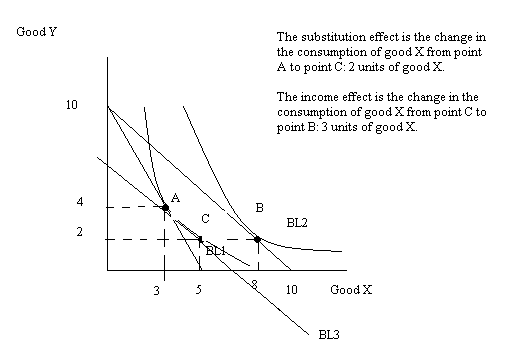 Good Y
The substitution effect is the change in
the consumption of good X from point
A to point C: 2 units of good X.
The income effect is the change in the
consumption of good X from point C to
point B: 3 units of good X.
10
4
A
C
B
BL2
2
BL1
3
5
8
10
Good X
BL3